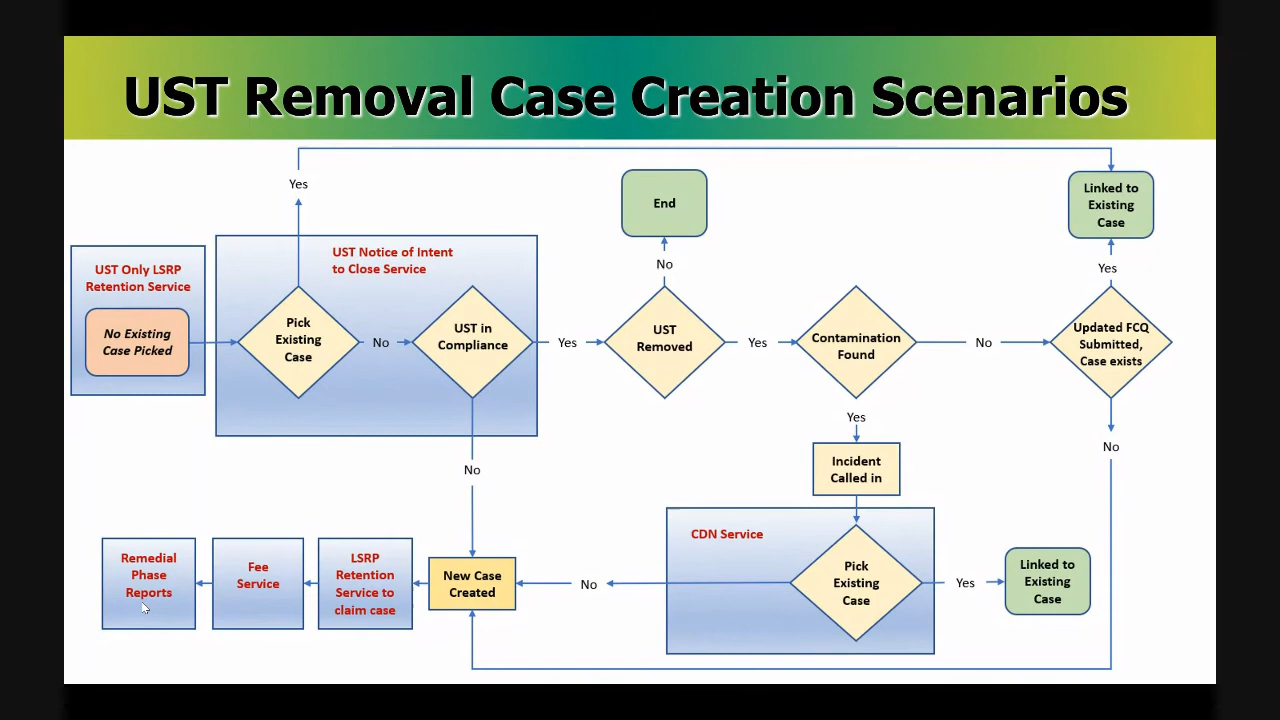 UST Removal Case Creation Scenarios
Yes
End
Linked to
Existing
Case
UST Notice of Intent
to Close Service
UST Only LSRP
Retention Service
No
Yes
No Existing
Case Picked
Pick
Existing
Case
No
UST in
Compliance
Yes
UST
Removed
Yes
Contamination
Found
No
Updated FCQ
Submitted,
Case exists
Yes
No
No
Incident
Called in
CDN Service
Remedial
Phase
Reports
Fee
Service
LSRP
Retention
Service to
claim case
New Case
Created
No
Pick
Existing
Case
Yes
Linked to
Existing
Case